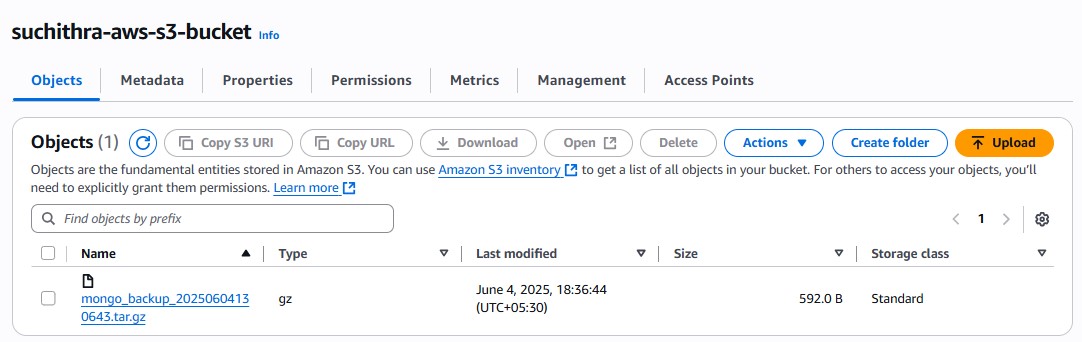 suchithra-aws-s3-bucket Info
Objects Metadata Properties Permissions Metrics Management Access Points
Objects (1) Copy S3 URI Copy URL Download Open Delete Actions Create folder Upload
Objects are the fundamental entities stored in Amazon S3. You can use Amazon S3 inventory to get a list of all objects in your bucket. For others to access your objects, you'll
need to explicitly grant them permissions. Learn more
Find objects by prefix 1
Name Type Last modified Size Storage class
mongo_backup_2025060413
0643.tar.gz
gz
June 4, 2025, 18:36:44
(UTC+05:30)
592.0 B
Standard